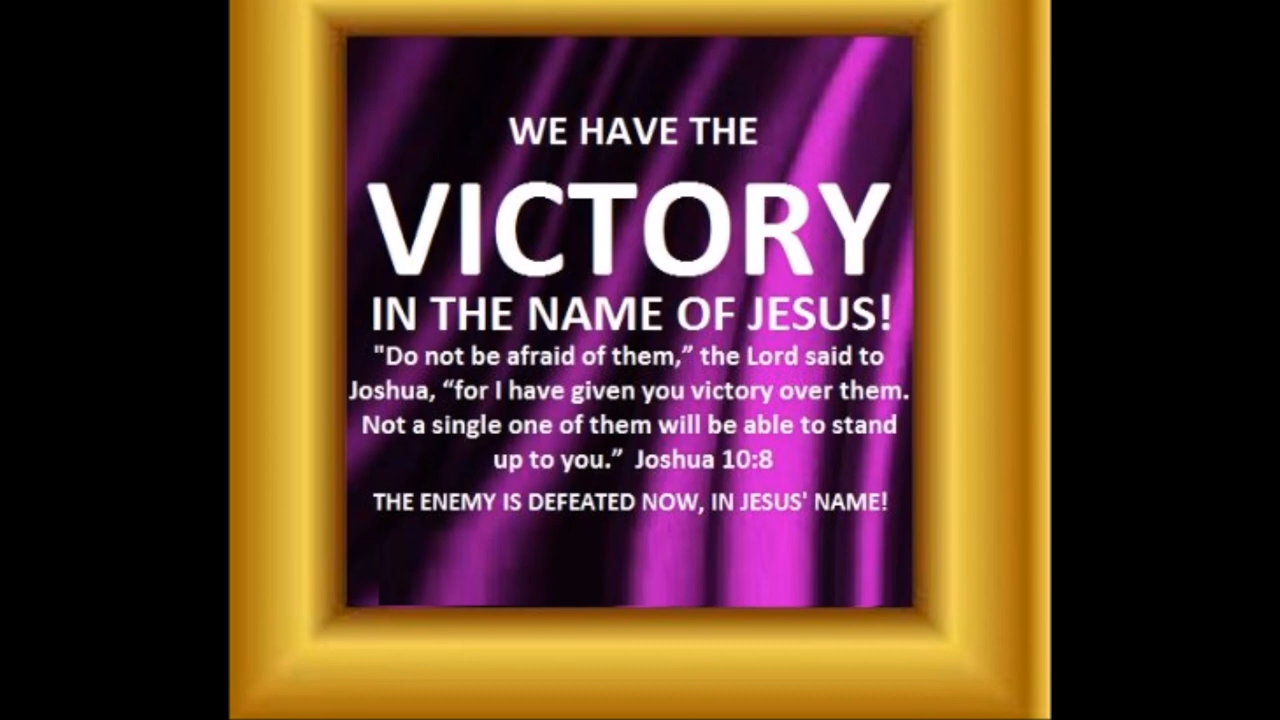 WE HAVE THE
VICTORY
IN THE NAME OF JESUS!
"Do not be afraid of them,” the Lord said to
Joshua, “for I have given you victory over them.
Not a single one of them will be able to stand
up to you.”  Joshua 10:8
THE ENEMY IS DEFEATED NOW, IN JESUS' NAME!